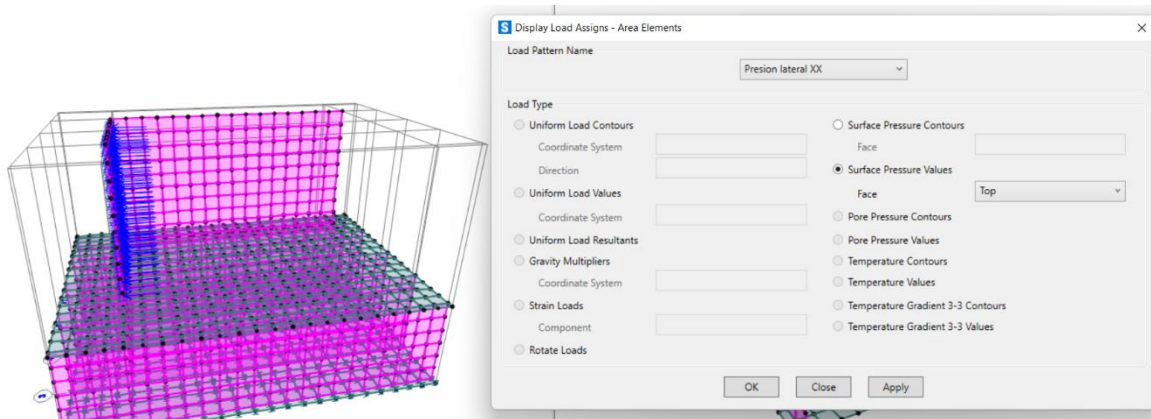 S Display Load Assigns - Area Elements
Load Pattern Name
Presion lateral XX
Load Type
Uniform Load Contours
Coordinate System
Direction
Uniform Load Values
Coordinate System
Uniform Load Resultants
Gravity Multipliers
Coordinate System
Strain Loads
Component
Rotate Loads
Surface Pressure Contours
Face
Surface Pressure Values
Face Top
Pore Pressure Contours
Pore Pressure Values
Temperature Contours
Temperature Values
Temperature Gradient 3-3 Contours
Temperature Gradient 3-3 Values
OK Close Apply